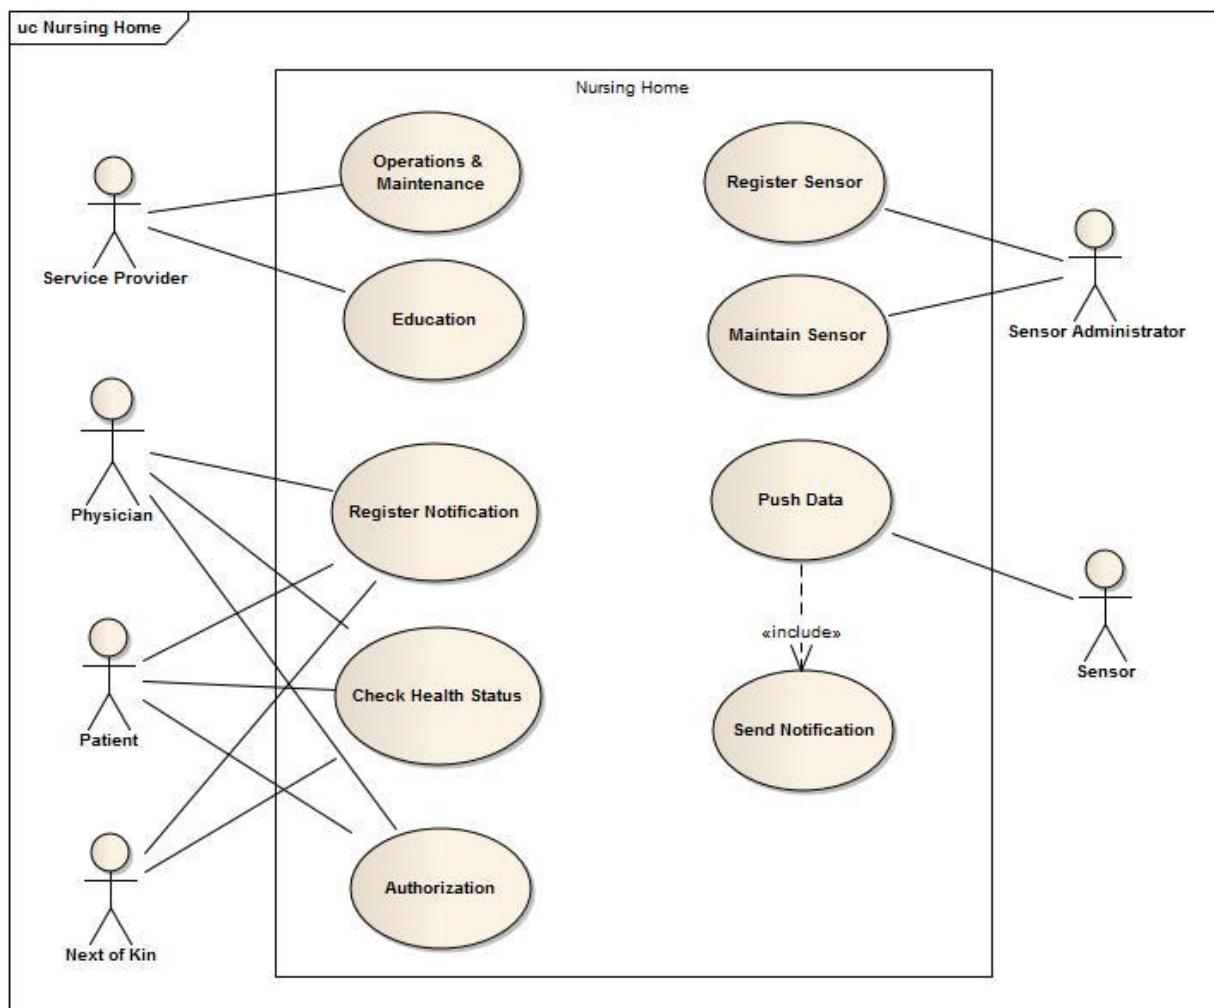 uc Nursing Home
Nursing Home
Operations &
Maintenance
Register Sensor
Service Provider
Education
Maintain Sensor
Sensor Administrator
Physician
Register Notification
Push Data
«include»
Sensor
Patient
Check Health Status
Send Notification
Authorization
Next of Kin